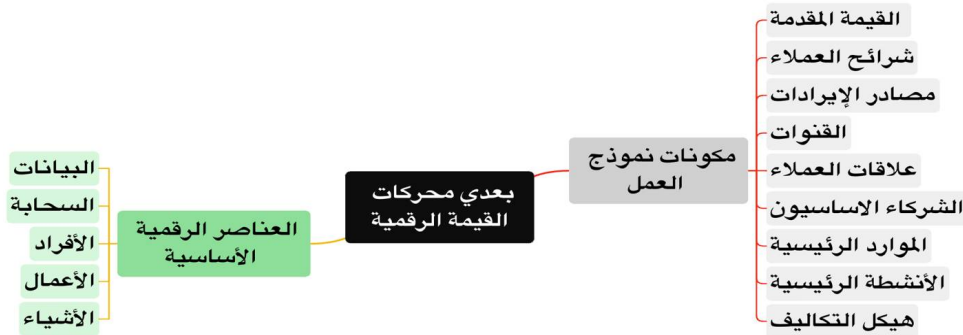 بعدي محركات
القيمة الرقمية
مكونات نموذج
العمل
القيمة المقدمة
شرائح العملاء
مصادر الإيرادات
القنوات
علاقات العملاء
الشركاء الاساسيون
الموارد الرئيسية
الأنشطة الرئيسية
هيكل التكاليف
العناصر الرقمية
الأساسية
البيانات
السحابة
الأفراد
الأعمال
الأشياء